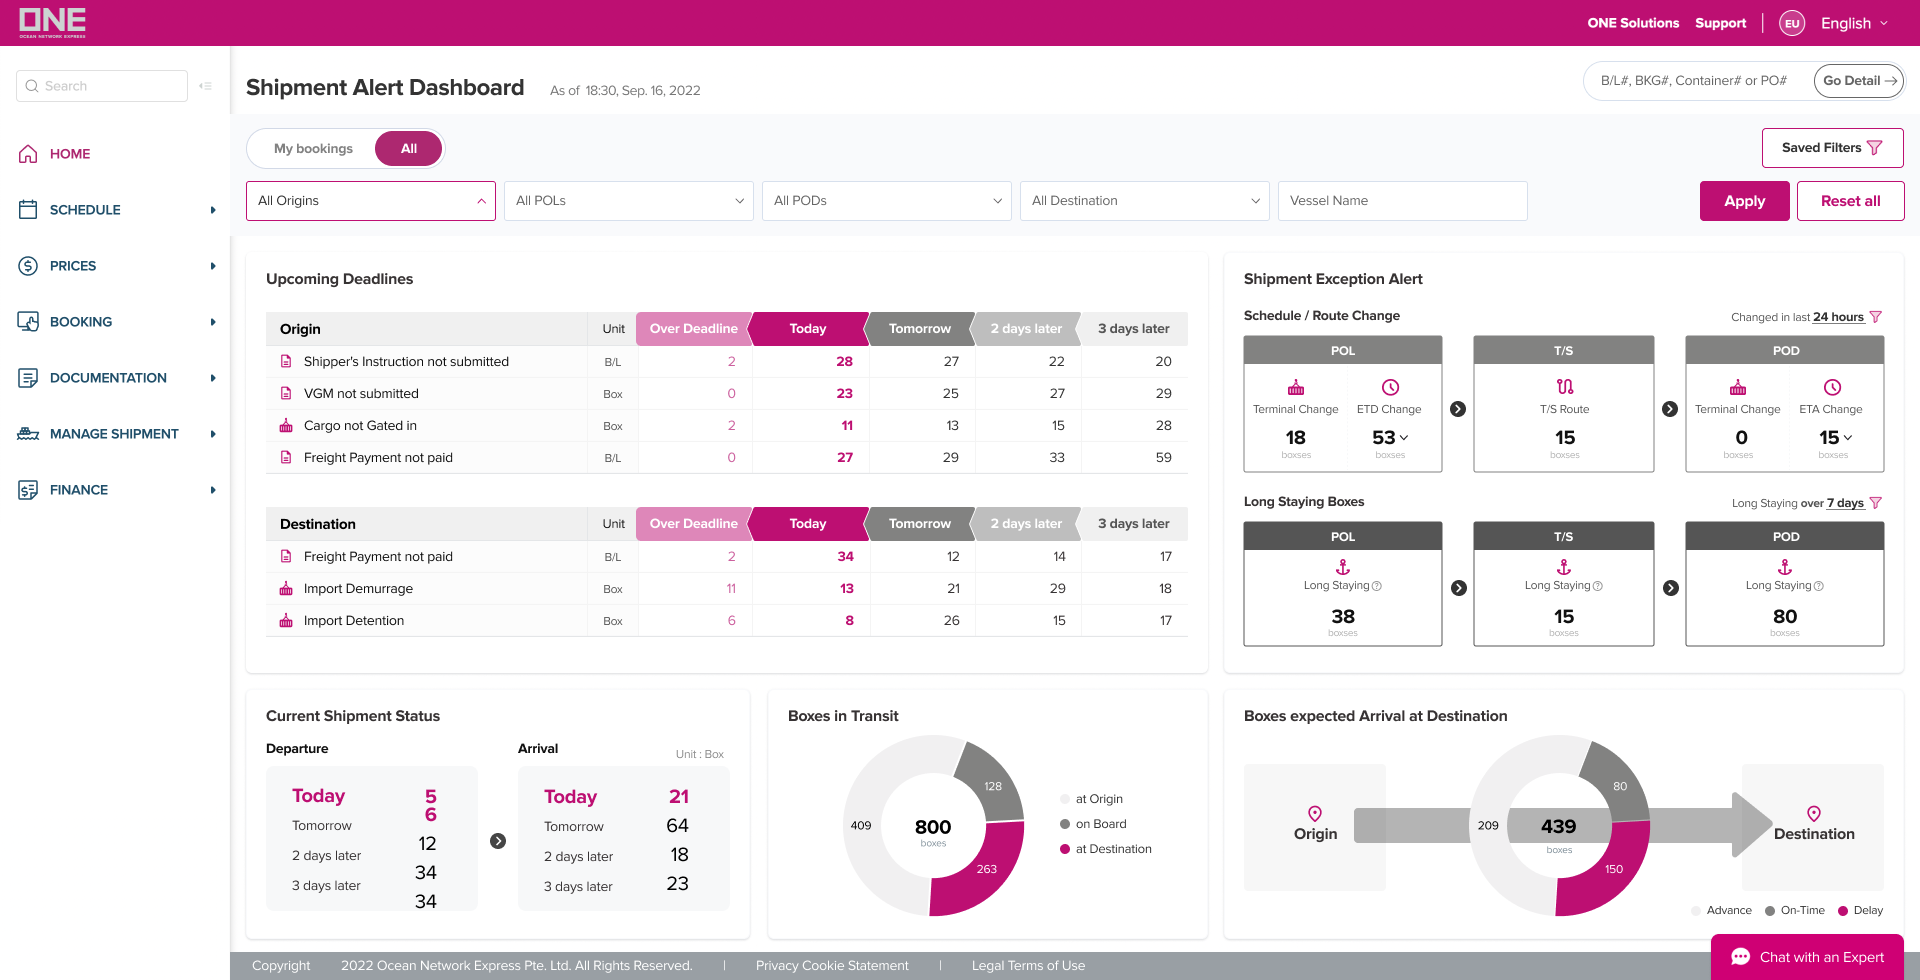 ONE
OCEAN NETWORK EXPRESS
ONE Solutions Support EU English
Search
Shipment Alert Dashboard As of 18:30, Sep. 16, 2022
B/L#, BKG#, Container# or PO# Go Detail
HOME
SCHEDULE
PRICES
BOOKING
DOCUMENTATION
MANAGE SHIPMENT
FINANCE
My bookings All
Saved Filters
All Origins All POLs All PODs All Destination Vessel Name
Apply Reset all
Upcoming Deadlines
Origin Unit Over Deadline Today Tomorrow 2 days later 3 days later
Shipper's Instruction not submitted B/L 2 28 27 22 20
VGM not submitted Box 0 23 25 27 29
Cargo not Gated in Box 2 11 13 15 28
Freight Payment not paid B/L 0 27 29 33 59
Destination Unit Over Deadline Today Tomorrow 2 days later 3 days later
Freight Payment not paid B/L 2 34 12 14 17
Import Demurrage Box 11 13 21 29 18
Import Detention Box 6 8 26 15 17
Shipment Exception Alert
Schedule / Route Change Changed in last 24 hours
POL T/S POD
Terminal Change ETD Change T/S Route Terminal Change ETA Change
18 53 15 0 15
boxses boxses boxses boxses boxses
Long Staying Boxes Long Staying over 7 days
POL T/S POD
Long Staying Long Staying Long Staying
38 15 80
boxses boxses boxses
Current Shipment Status
Departure Arrival Unit : Box
Today 5
6
Tomorrow 12
2 days later 34
3 days later 34
Today 21
Tomorrow 64
2 days later 18
3 days later 23
Boxes in Transit
128
409
800
boxes
263
at Origin
on Board
at Destination
Boxes expected Arrival at Destination
80
209
439
boxes
150
Origin
Destination
Advance On-Time Delay
Copyright 2022 Ocean Network Express Pte. Ltd. All Rights Reserved. | Privacy Cookie Statement | Legal Terms of Use
Chat with an Expert